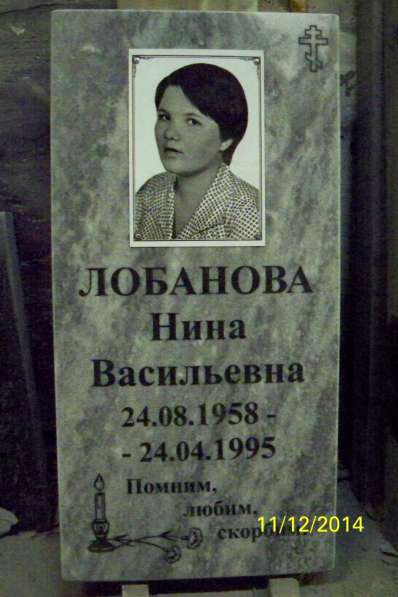 ЛОБАНОВА
Нина
Васильевна
24.08.1958 -
- 24.04.1995
Помним,
любим,
11/12/2014